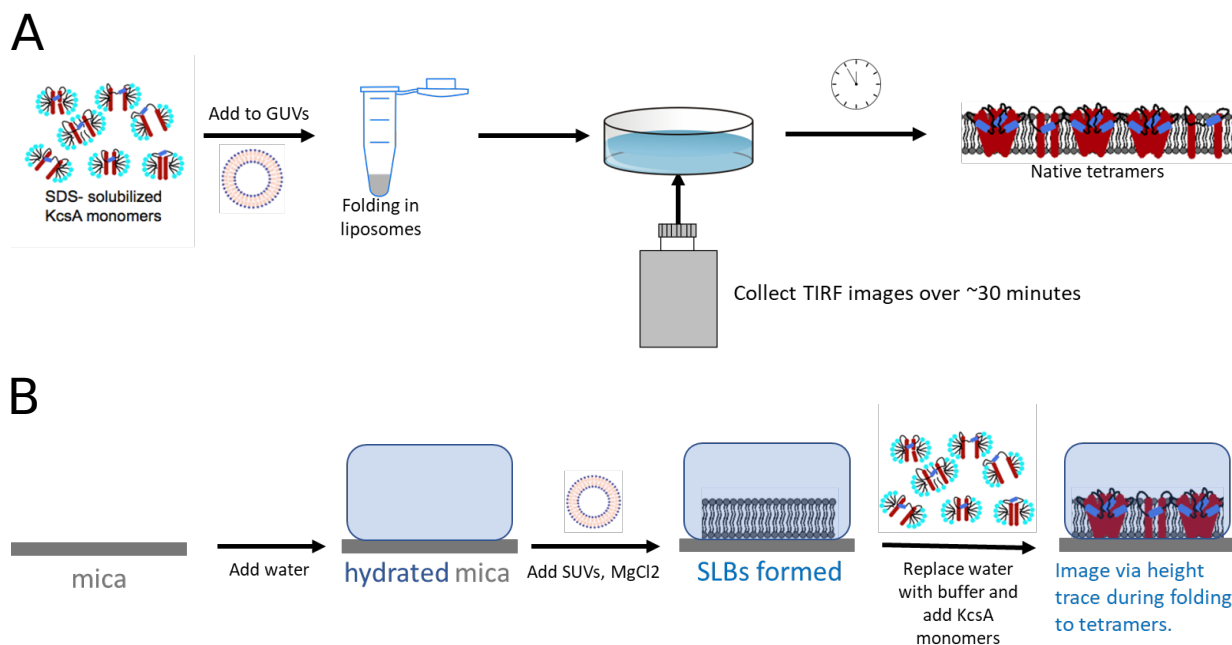 A
Add to GUVs
SDS- solubilized
KcsA monomers
Folding in
liposomes
Collect TIRF images over ~30 minutes
Native tetramers
B
mica
Add water
hydrated mica
Add SUVs, MgCl2
SLBs formed
Replace water
with buffer and
add KcsA
monomers
Image via height
trace during folding
to tetramers.